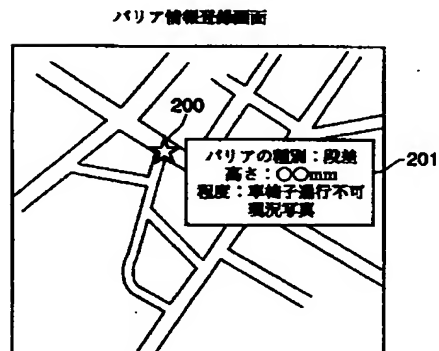 バリア情報登録画面
200
バリアの種別：段差
高さ：〇〇mm
程度：車椅子通行不可
現況写真
201